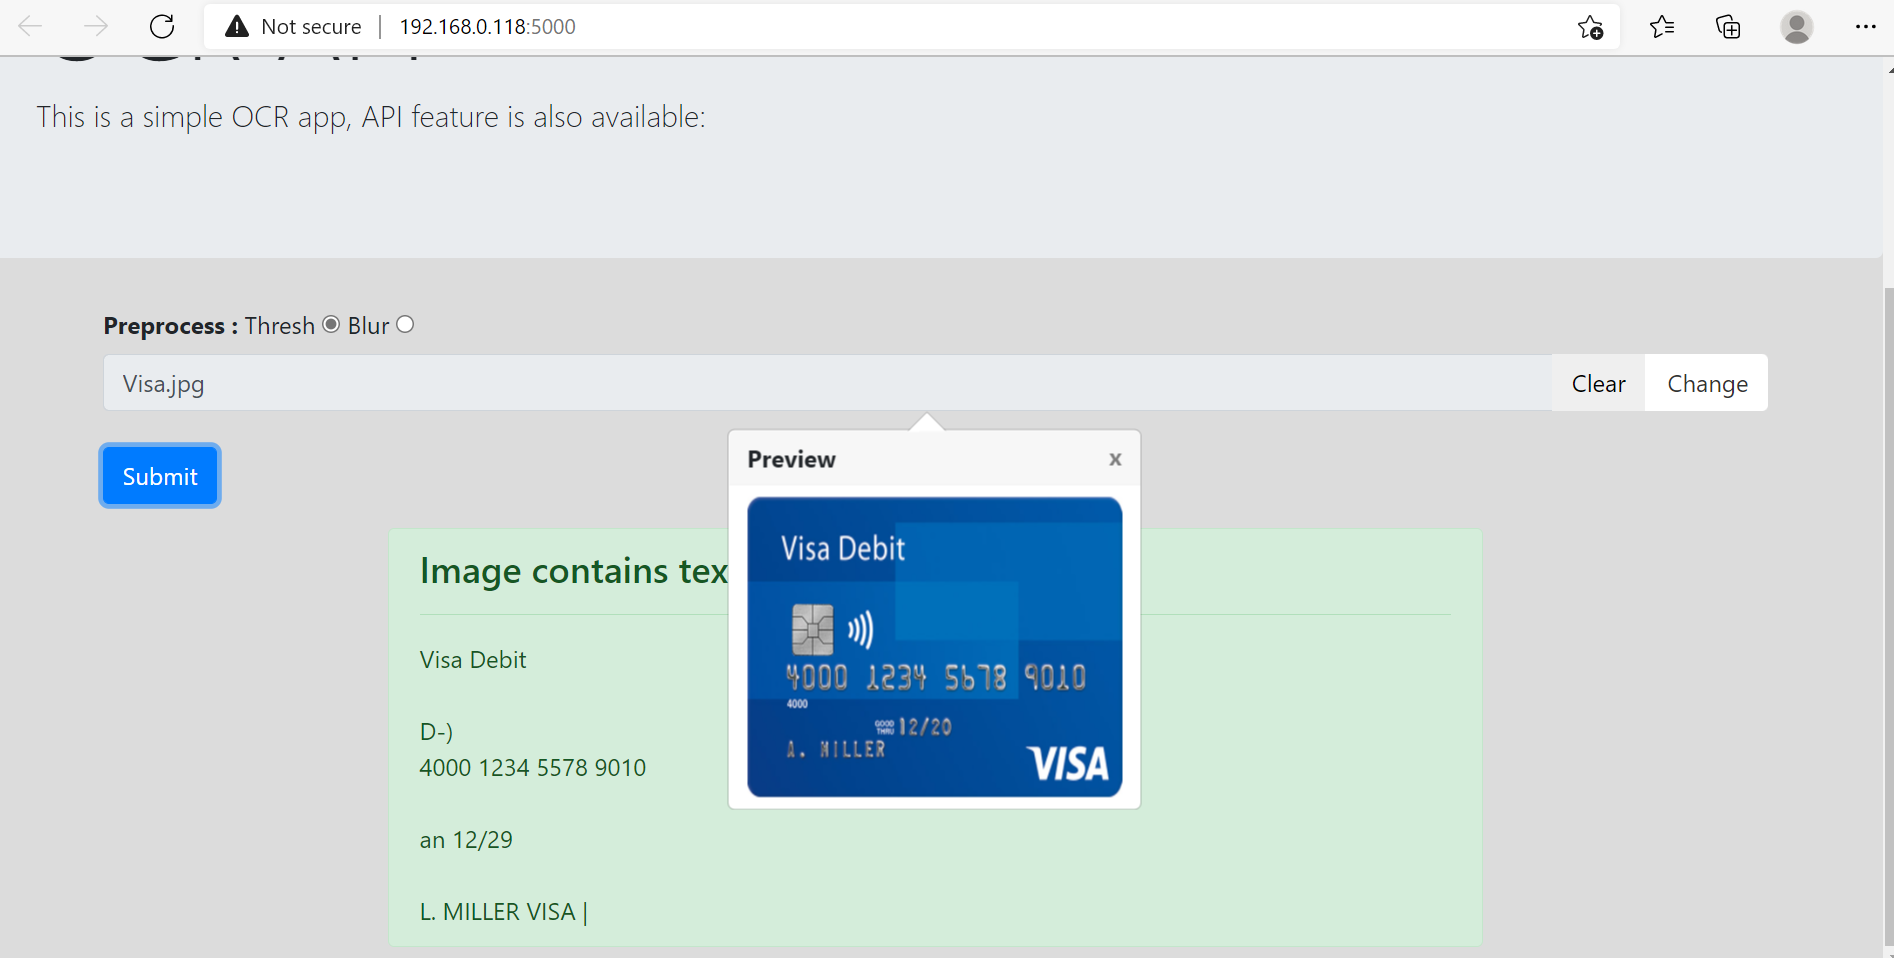 Not secure | 192.168.0.118:5000
This is a simple OCR app, API feature is also available:
Preprocess : Thresh Blur
Visa.jpg Clear Change
Submit
Preview x
Visa Debit
4000 1234 5678 9010
4000
GOOD THRU 12/20
A. MILLER
VISA
Image contains tex
Visa Debit
D-)
4000 1234 5578 9010
an 12/29
L. MILLER VISA |